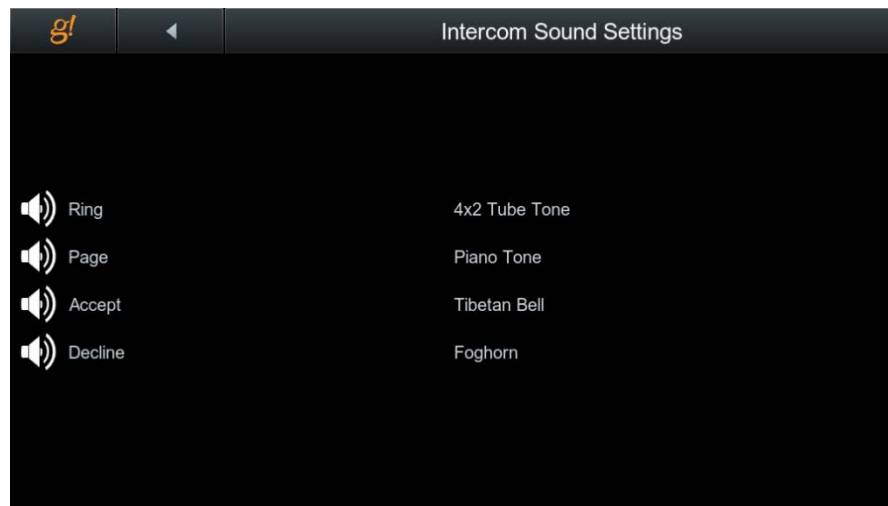 g!
Intercom Sound Settings
Ring 4x2 Tube Tone
Page Piano Tone
Accept Tibetan Bell
Decline Foghorn